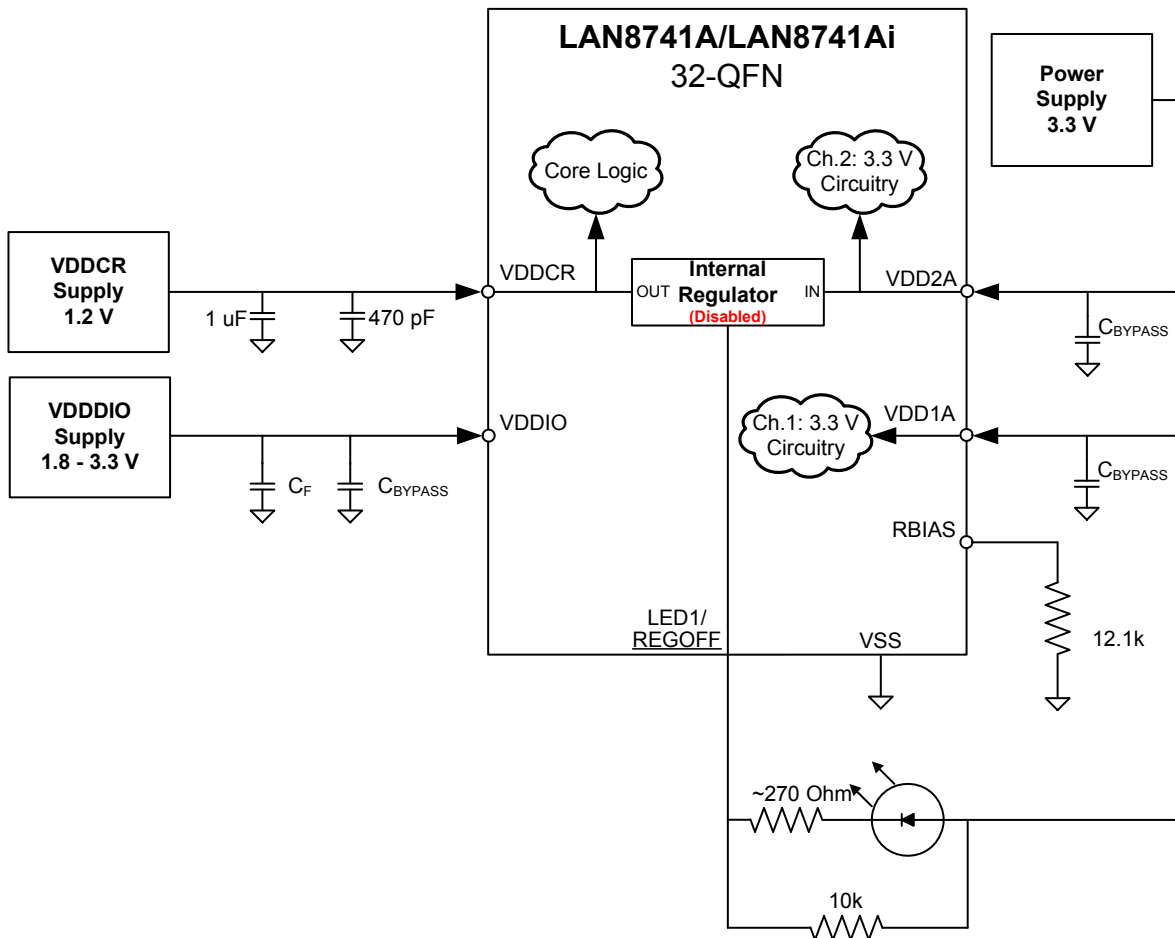 LAN8741A/LAN8741Ai
32-QFN
Power
Supply
3.3 V
Core Logic
Ch.2: 3.3 V
Circuitry
VDDCR
Supply
1.2 V
VDDCR
OUT
Internal
Regulator
(Disabled)
IN
VDD2A
1 uF
470 pF
CBYPASS
VDDDIO
Supply
1.8 - 3.3 V
VDDIO
Ch.1: 3.3 V
Circuitry
VDD1A
CF
CBYPASS
CBYPASS
RBIAS
LED1/
REGOFF
VSS
12.1k
~270 Ohm
10k